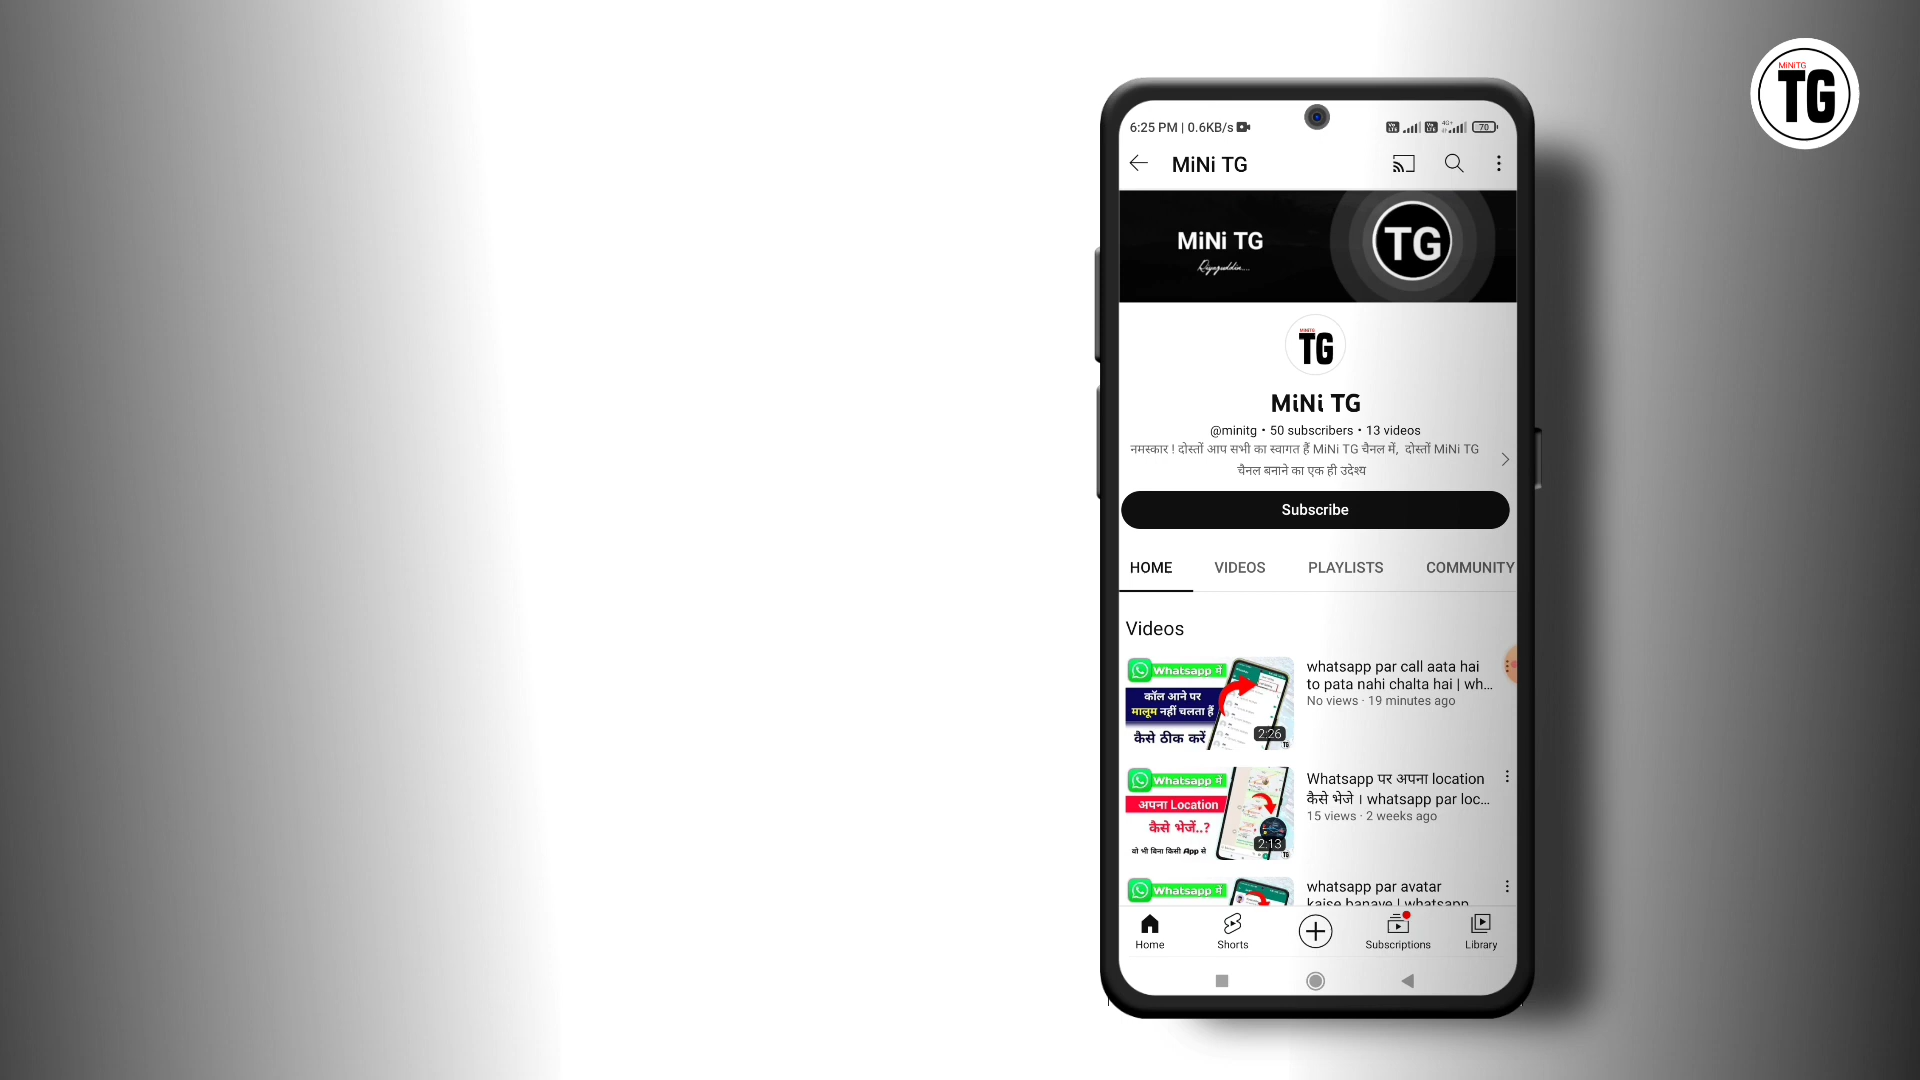 MiNiTG
TG
6:25 PM | 0.6KB/s
70
MiNi TG
MiNi TG
TG
MiNiTG
TG
MiNi TG
@minitg • 50 subscribers • 13 videos
नमस्कार ! दोस्तों आप सभी का स्वागत हैं MiNi TG चैनल में, दोस्तों MiNi TG
चैनल बनाने का एक ही उदेश्य
Subscribe
HOME VIDEOS PLAYLISTS COMMUNITY
Videos
Whatsapp में
कॉल आने पर
मालूम नहीं चलता हैं
कैसे ठीक करें
2:26
TG
whatsapp par call aata hai
to pata nahi chalta hai | wh...
No views · 19 minutes ago
Whatsapp में
अपना Location
कैसे भेजें..?
वो भी बिना किसी App से
2:13
TG
Whatsapp पर अपना location
कैसे भेजे । whatsapp par loc...
15 views · 2 weeks ago
Whatsapp में
whatsapp par avatar
kaise banaye | whatsapp
Home Shorts Subscriptions Library